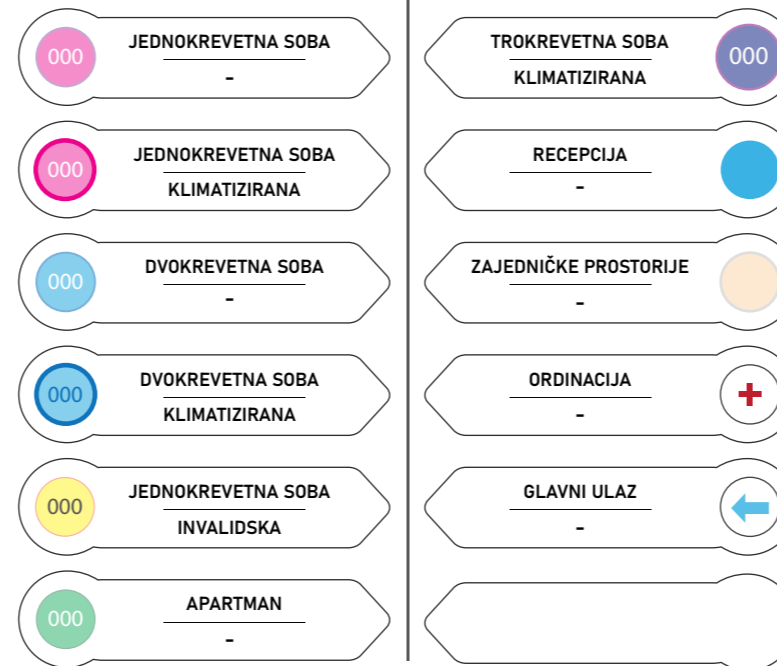 000
JEDNOKREVETNA SOBA
-
000
JEDNOKREVETNA SOBA
KLIMATIZIRANA
000
DVOKREVETNA SOBA
-
000
DVOKREVETNA SOBA
KLIMATIZIRANA
000
JEDNOKREVETNA SOBA
INVALIDSKA
000
APARTMAN
-
TROKREVETNA SOBA
KLIMATIZIRANA
000
RECEPCIJA
-
ZAJEDNIČKE PROSTORIJE
-
ORDINACIJA
-
GLAVNI ULAZ
-